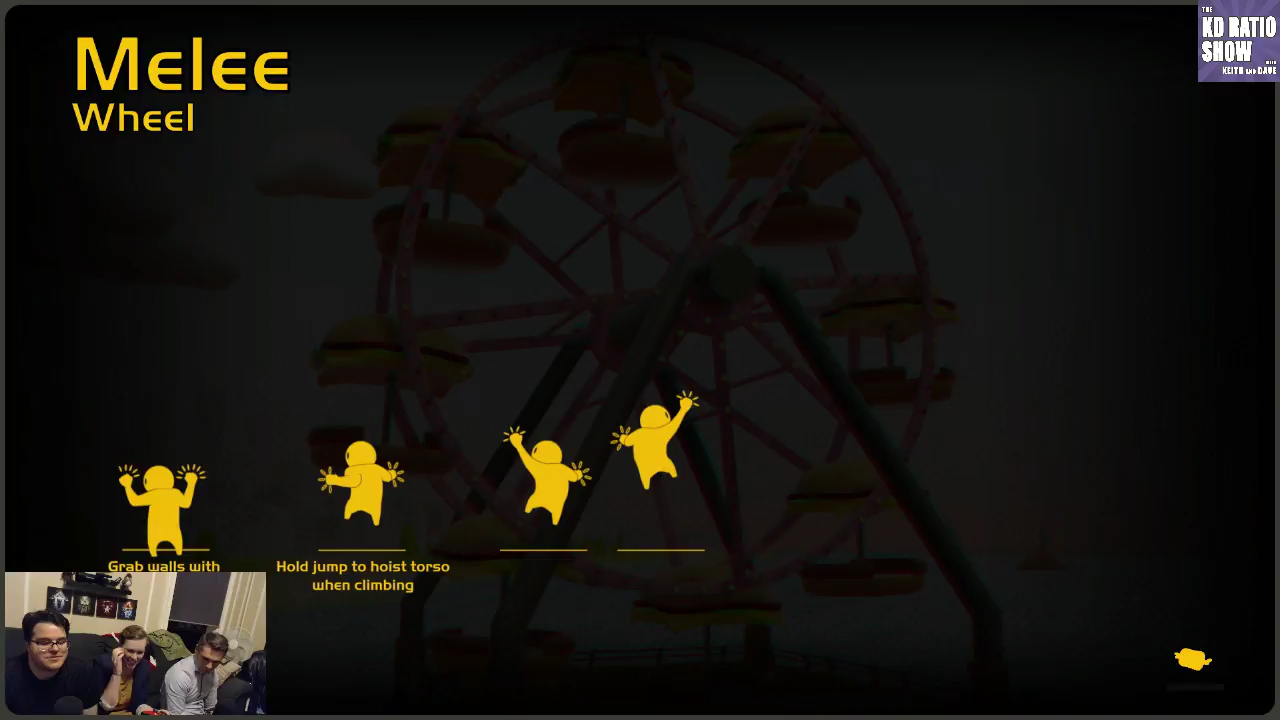 Melee
Wheel
THE
KD RATIO
SHOW
WITH
KEITH AND DAVE
Grab walls with
Hold jump to hoist torso
when climbing